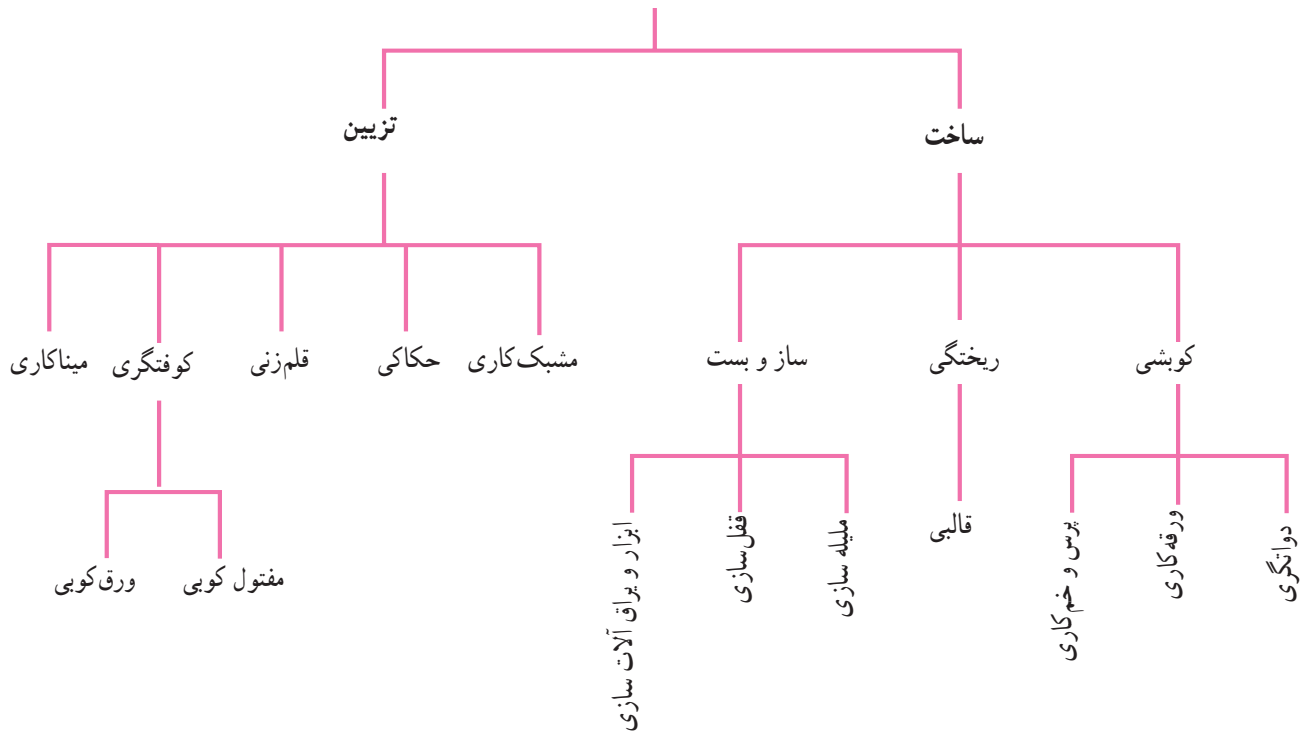 ساخت
تزیین
کوبشی
ریختگی
ساز و بست
مشبک‌کاری
حکاکی
قلم‌زنی
کوفتگری
میناکاری
دواتگری
ورقه‌کاری
پرس و خم‌کاری
قالبی
ملیله سازی
قفل‌سازی
ابزار و یراق آلات سازی
مفتول کوبی
ورق‌کوبی